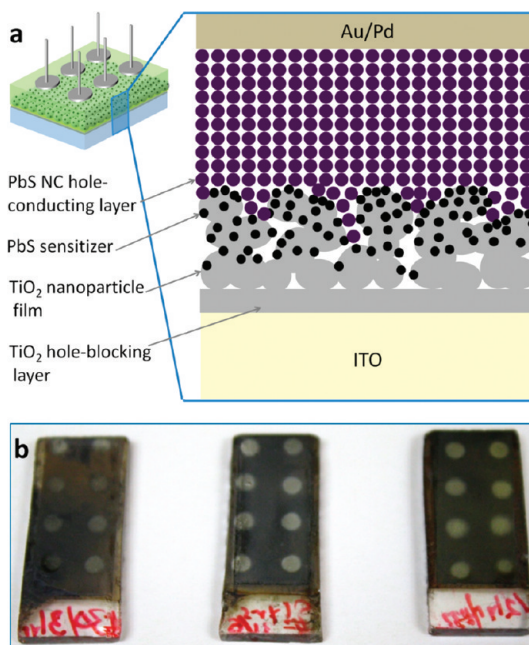 a
Au/Pd
PbS NC hole-
conducting layer
PbS sensitizer
TiO₂ nanoparticle
film
TiO₂ hole-blocking
layer
ITO
b